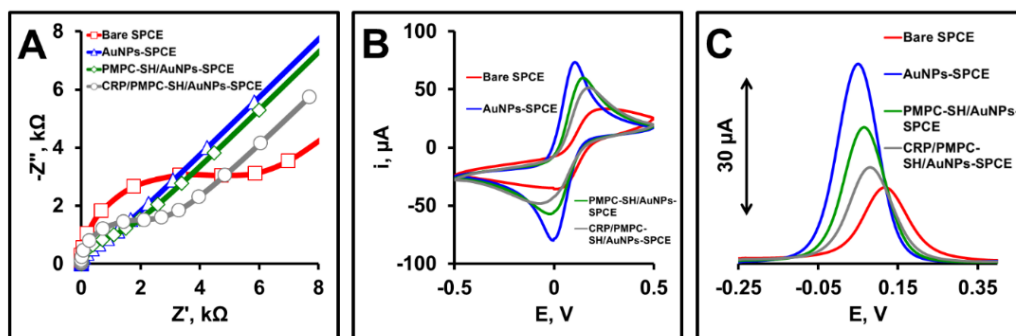 A
Bare SPCE
AuNPs-SPCE
PMPC-SH/AuNPs-SPCE
CRP/PMPC-SH/AuNPs-SPCE
-Z", kΩ
8
6
4
2
0
0 2 4 6 8
Z', kΩ
B
Bare SPCE
AuNPs-SPCE
PMPC-SH/AuNPs-
SPCE
CRP/PMPC-
SH/AuNPs-SPCE
i, µA
100
50
0
-50
-100
-0.5 0 0.5
E, V
C
Bare SPCE
AuNPs-SPCE
PMPC-SH/AuNPs-
SPCE
CRP/PMPC-
SH/AuNPs-SPCE
30 µA
-0.25 -0.05 0.15 0.35
E, V